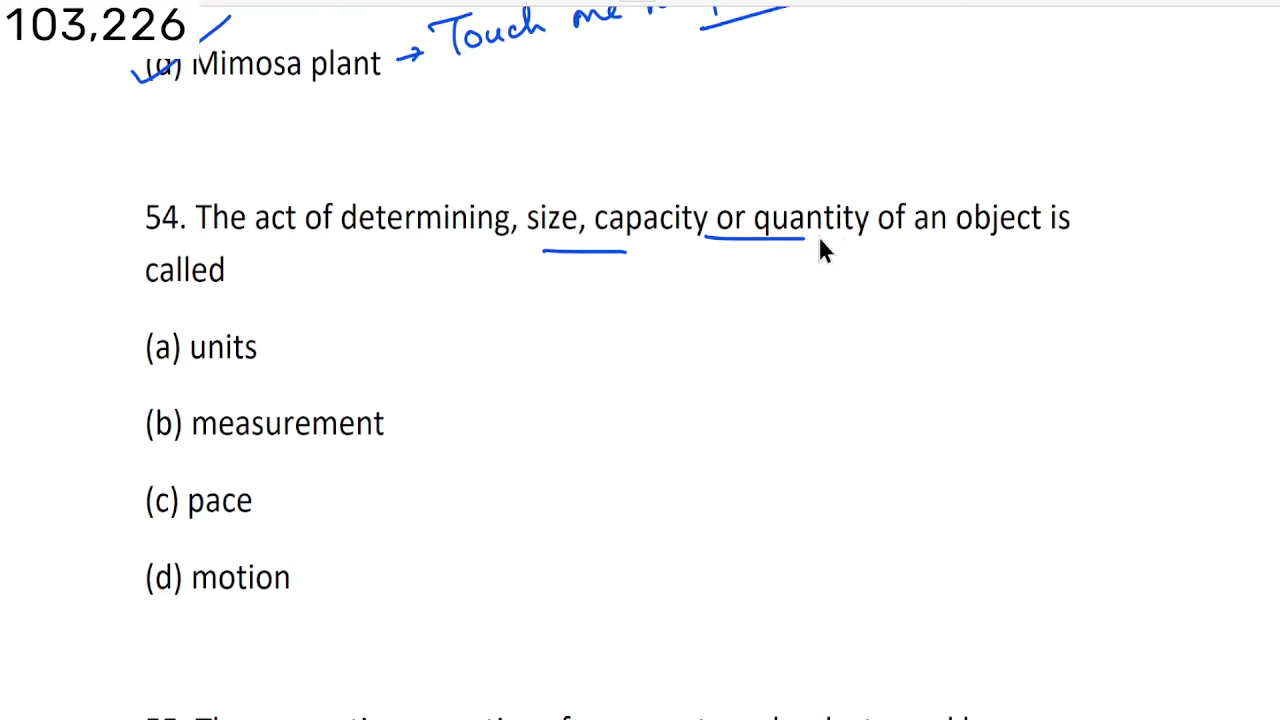 103,226
Touch me
(d) Mimosa plant →
54. The act of determining, size, capacity or quantity of an object is
called
(a) units
(b) measurement
(c) pace
(d) motion